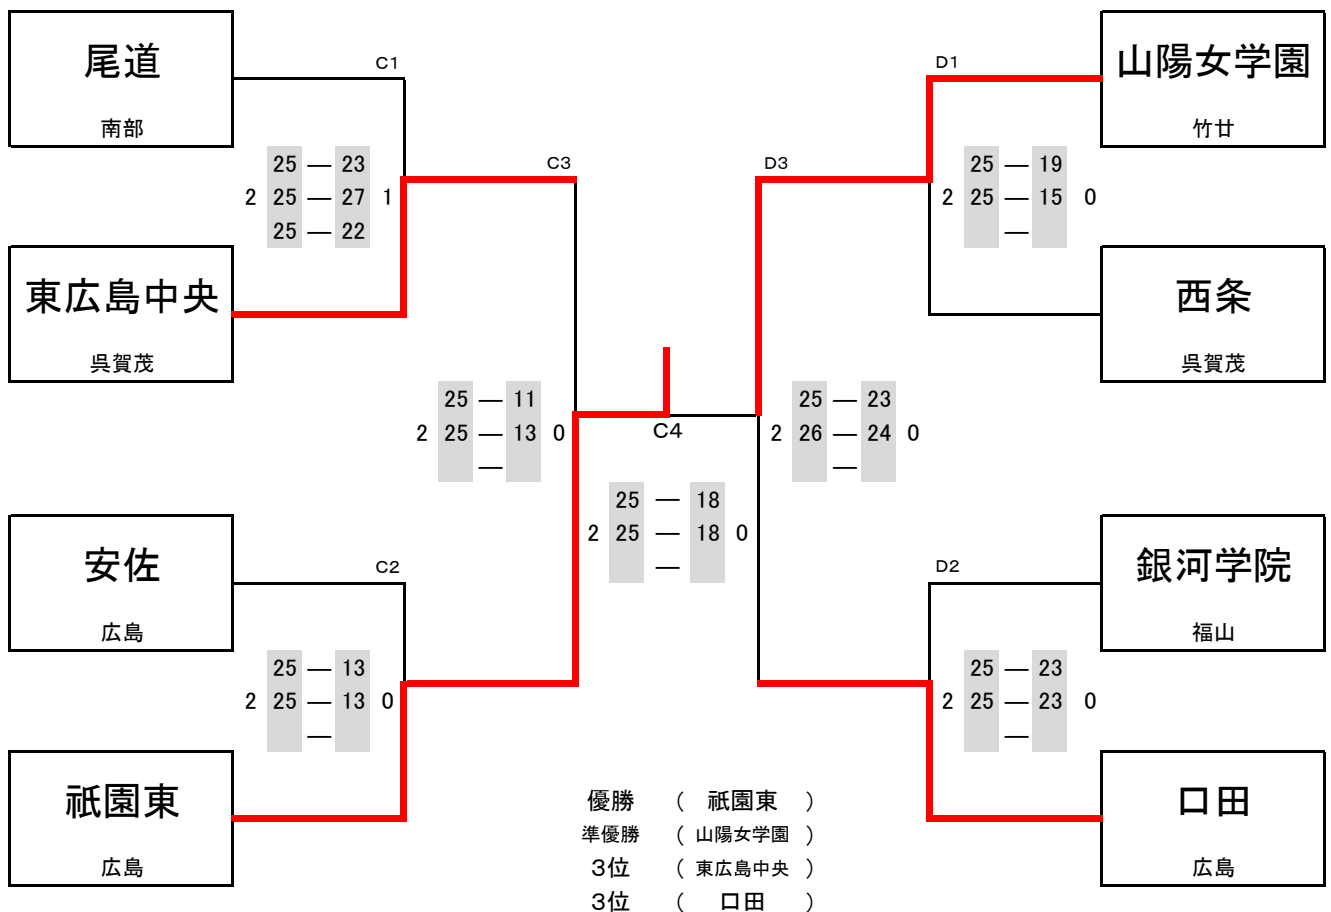 尾道
南部
C1
25 — 23
2 25 — 27 1
25 — 22
東広島中央
呉賀茂
C3
25 — 11
2 25 — 13 0
—
安佐
広島
C2
25 — 13
2 25 — 13 0
—
祇園東
広島
C4
25 — 18
2 25 — 18 0
—
D1
山陽女学園
竹廿
25 — 19
2 25 — 15 0
—
西条
呉賀茂
D3
25 — 23
2 26 — 24 0
—
D2
銀河学院
福山
25 — 23
2 25 — 23 0
—
口田
広島
優勝 ( 祇園東 )
準優勝 ( 山陽女学園 )
3位 ( 東広島中央 )
3位 ( 口田 )